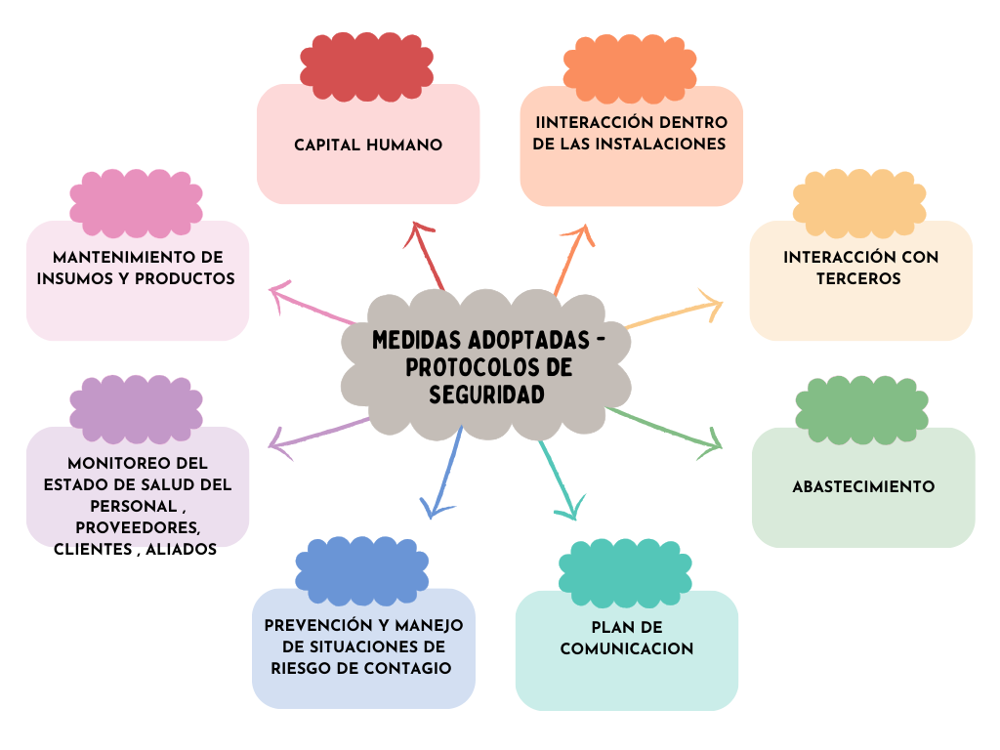 CAPITAL HUMANO
IINTERACCIÓN DENTRO
DE LAS INSTALACIONES
MANTENIMIENTO DE
INSUMOS Y PRODUCTOS
INTERACCIÓN CON
TERCEROS
MEDIDAS ADOPTADAS -
PROTOCOLOS DE
SEGURIDAD
MONITOREO DEL
ESTADO DE SALUD DEL
PERSONAL ,
PROVEEDORES,
CLIENTES , ALIADOS
ABASTECIMIENTO
PREVENCIÓN Y MANEJO
DE SITUACIONES DE
RIESGO DE CONTAGIO
PLAN DE
COMUNICACION